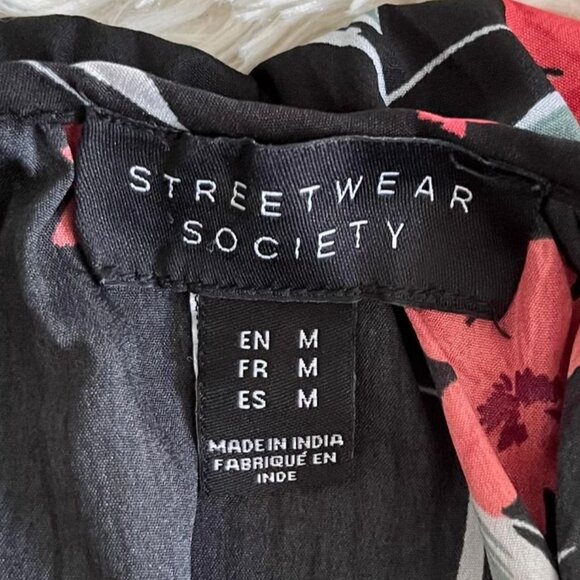 STREETWEAR
SOCIETY
EN M
FR M
ES M
MADE IN INDIA
FABRIQUÉ EN
INDE